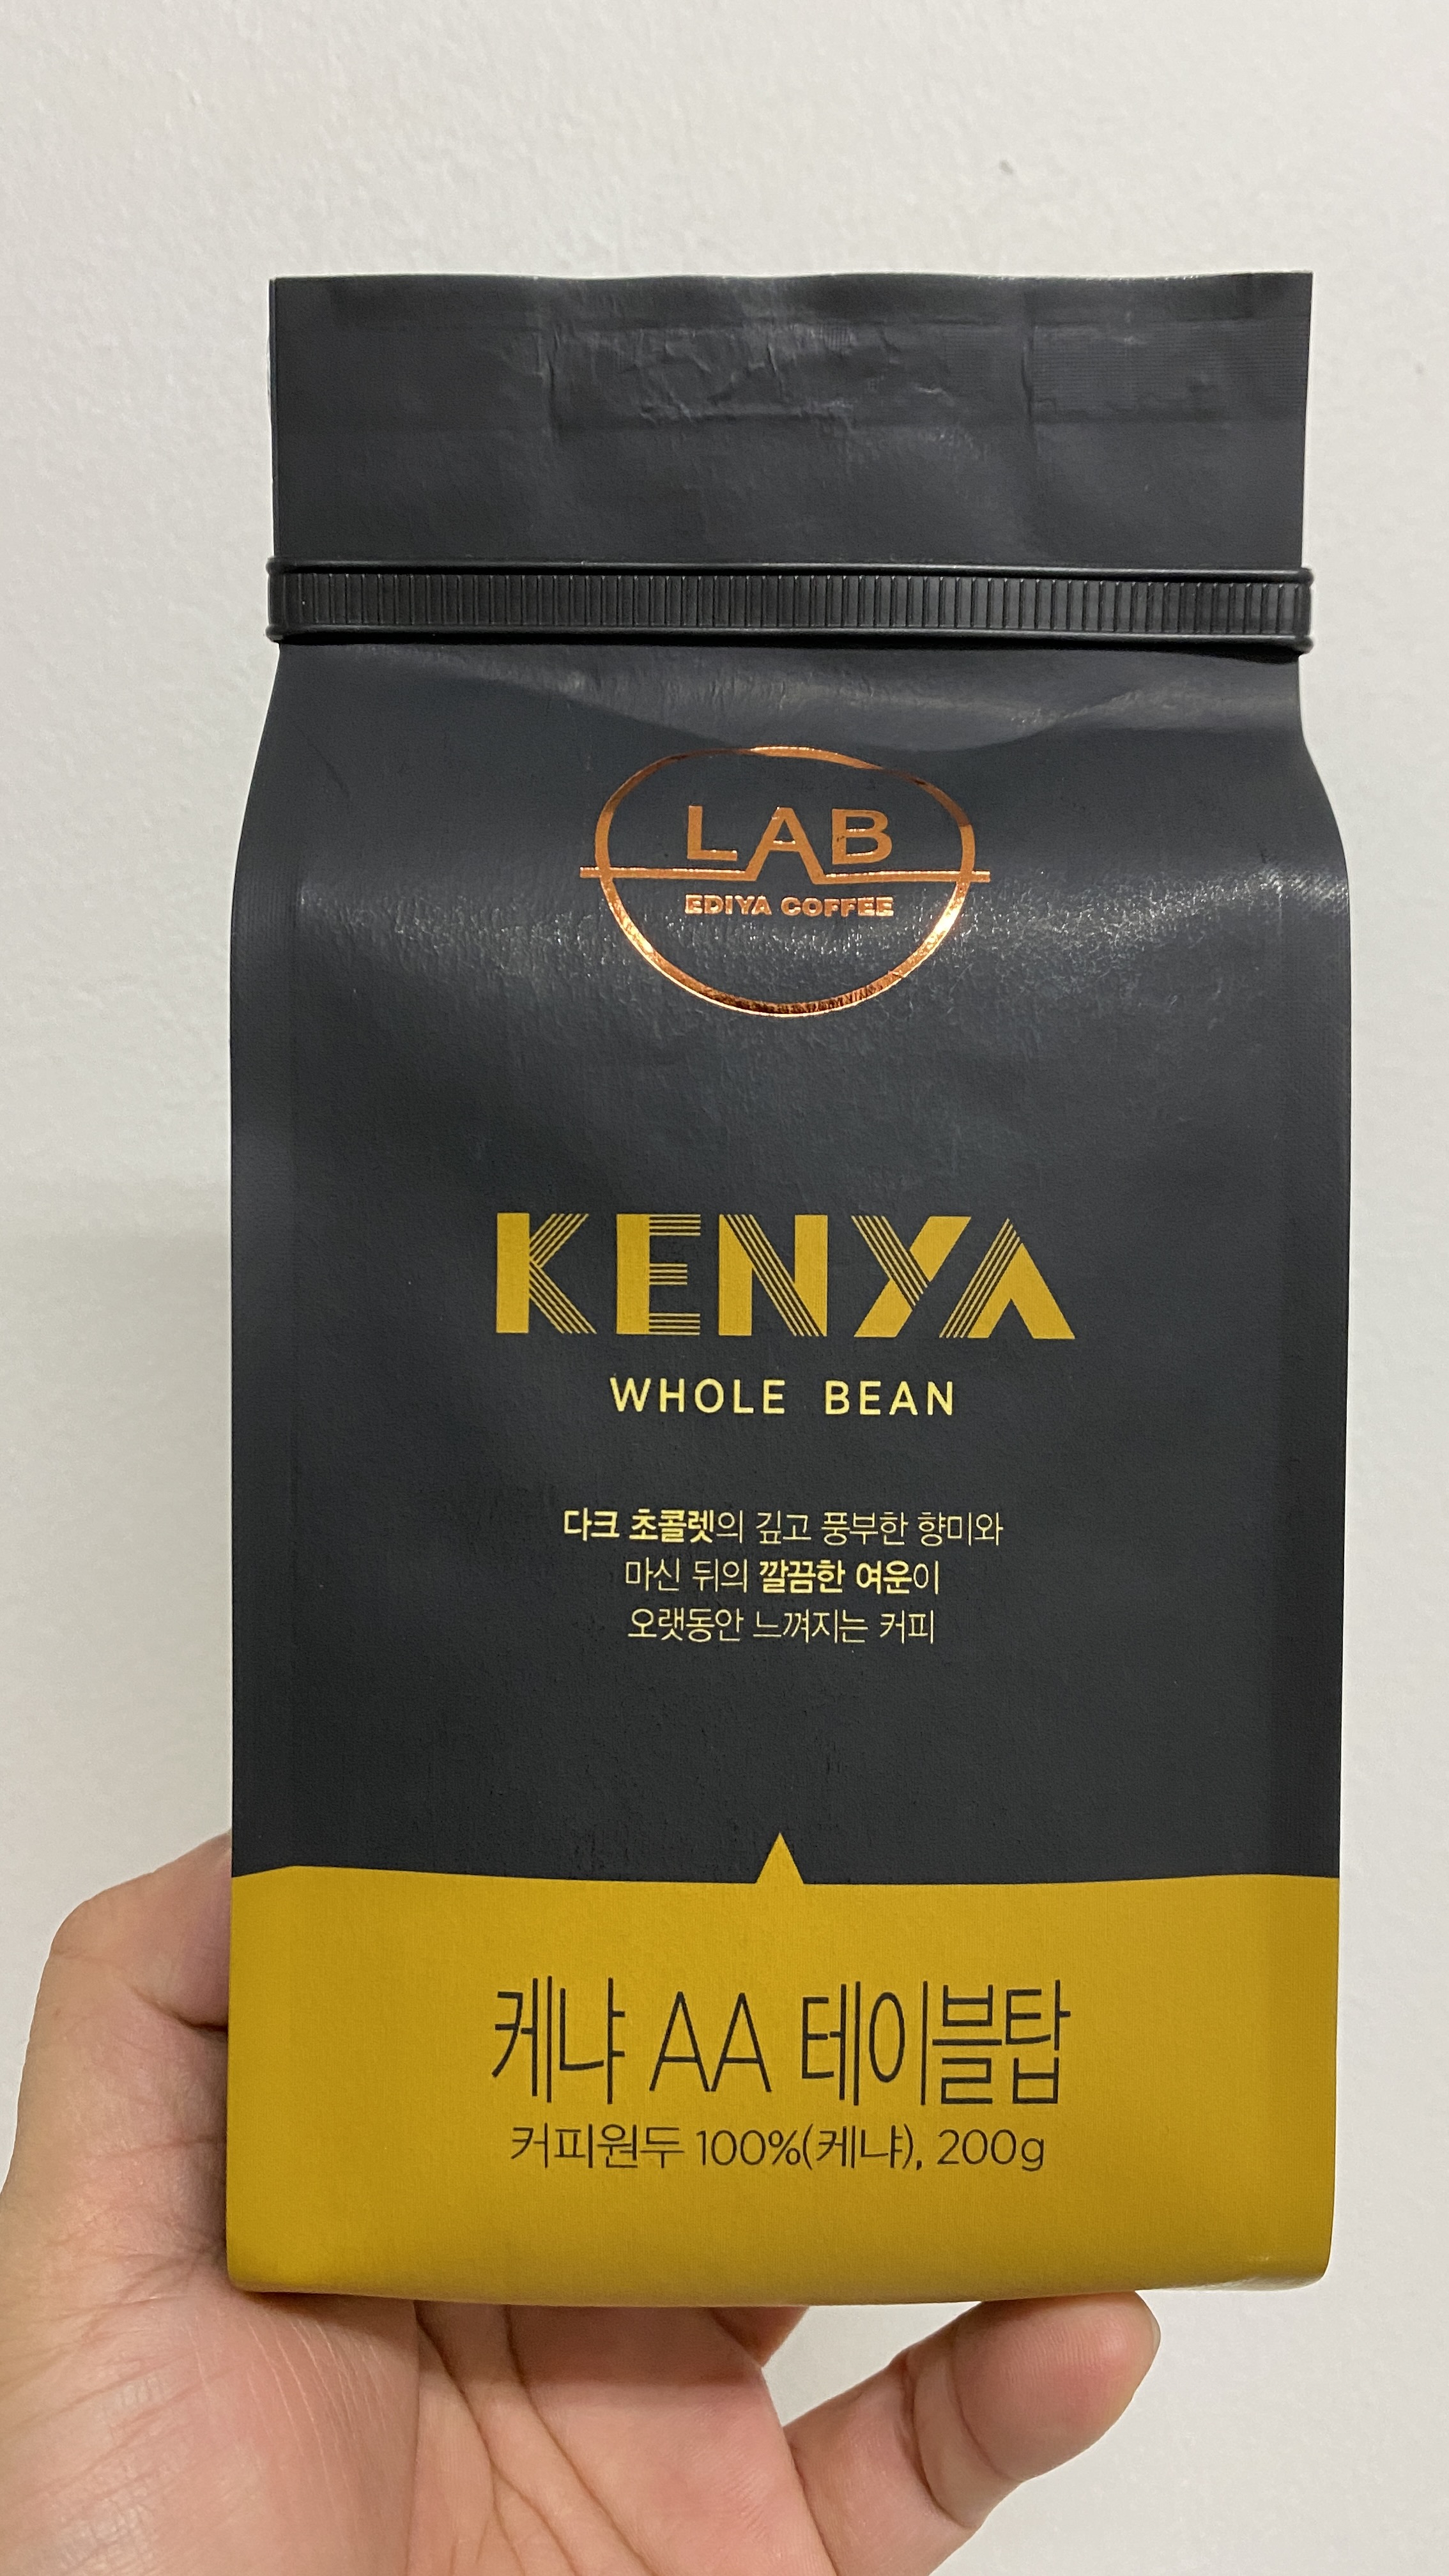 LAB
EDIYA COFFEE
KENYA
WHOLE BEAN
다크 초콜렛의 깊고 풍부한 향미와
마신 뒤의 깔끔한 여운이
오랫동안 느껴지는 커피
케냐 AA 테이블탑
커피원두 100%(케냐), 200g